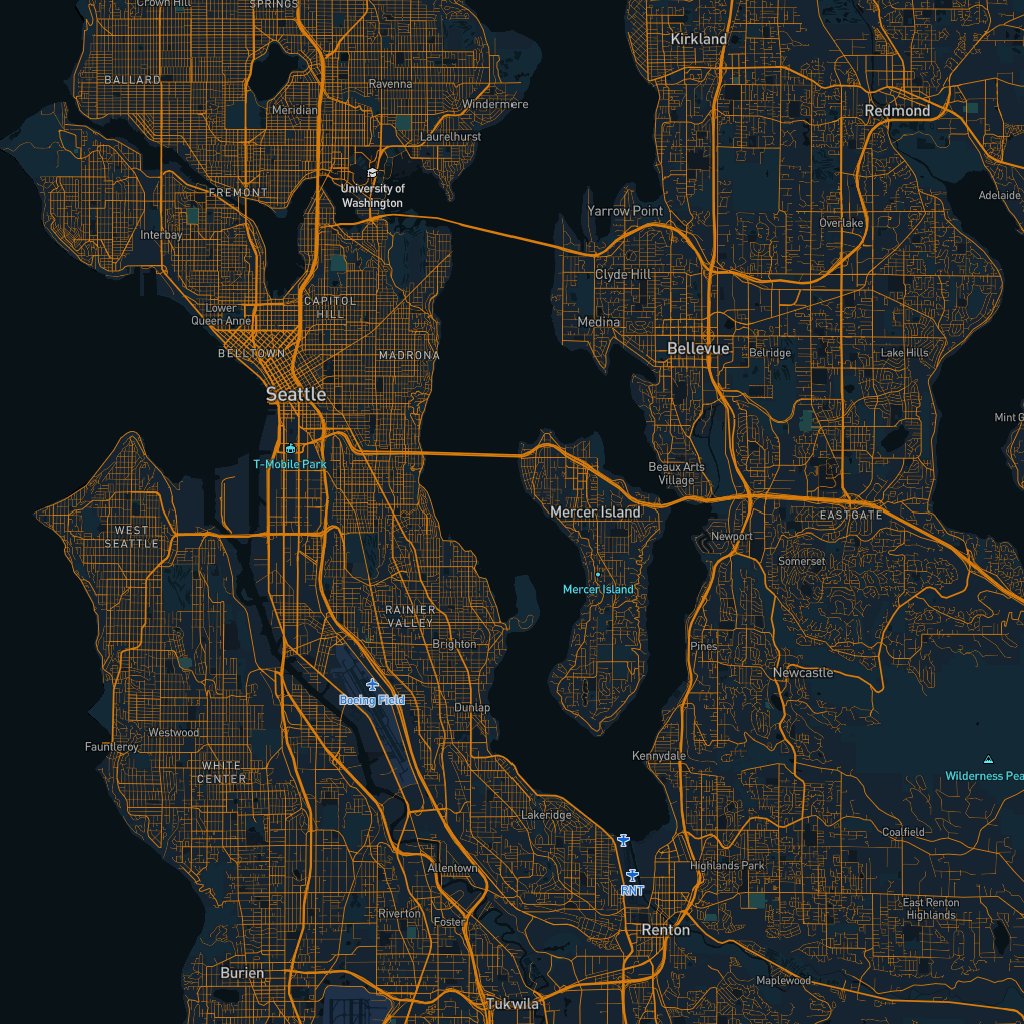 Crown Hill
SPRINGS
Kirkland
BALLARD
Ravenna
Meridian
Windermere
Redmond
Laurelhurst
University of
Washington
FREMONT
Adelaide
Yarrow Point
Interbay
Overlake
Clyde Hill
CAPITOL
HILL
Lower
Queen Anne
Medina
BELLTOWN
MADRONA
Bellevue
Belridge
Lake Hills
Seattle
Mint G
T-Mobile Park
Beaux Arts
Village
Mercer Island
EASTGATE
WEST
SEATTLE
Newport
Somerset
Mercer Island
RAINIER
VALLEY
Brighton
Pines
Newcastle
Boeing Field
Dunlap
Westwood
Fauntleroy
Kennydale
WHITE
CENTER
Wilderness Pea
Lakeridge
Coalfield
Allentown
Highlands Park
RNT
East Renton
Highlands
Riverton
Foster
Renton
Burien
Maplewood
Tukwila